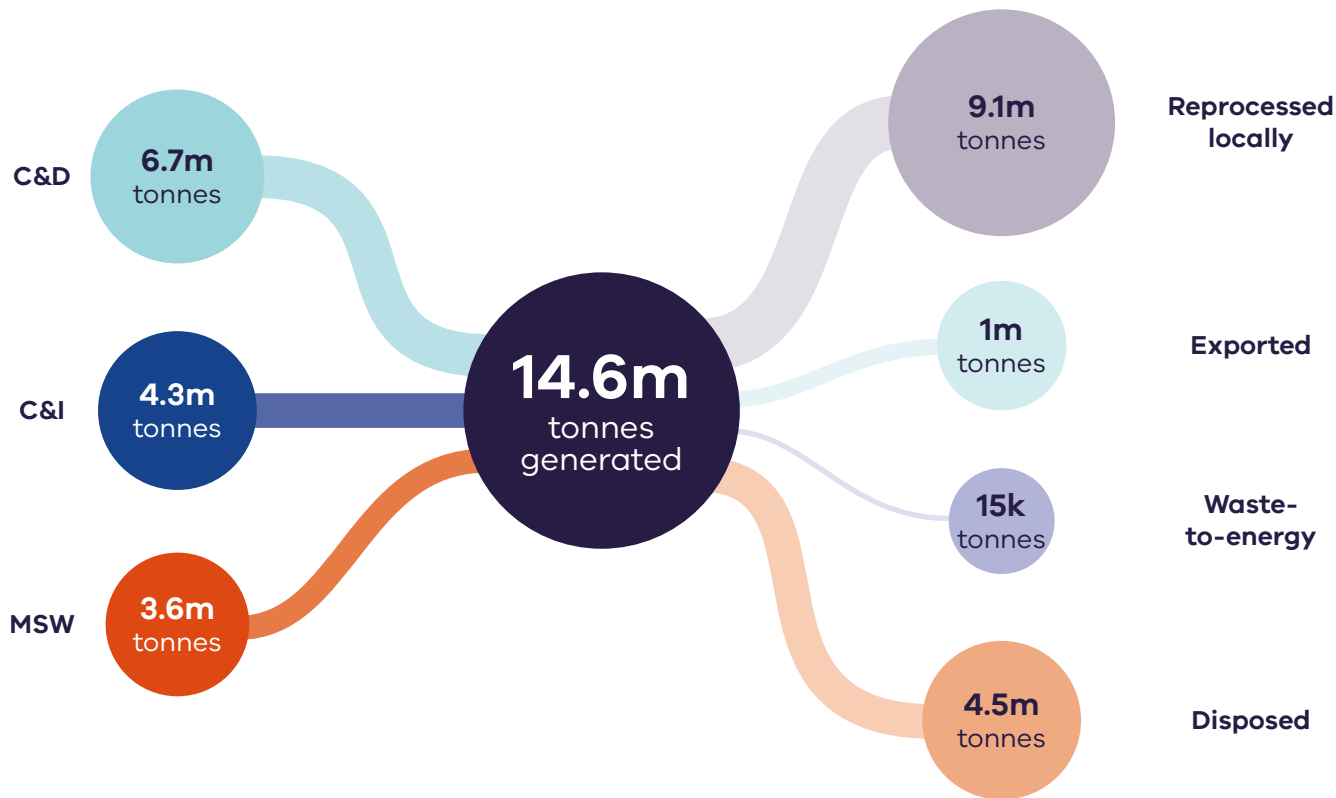 C&D
6.7m
tonnes
C&I
4.3m
tonnes
MSW
3.6m
tonnes
14.6m
tonnes
generated
9.1m
tonnes
Reprocessed
locally
1m
tonnes
Exported
15k
tonnes
Waste-
to-energy
4.5m
tonnes
Disposed